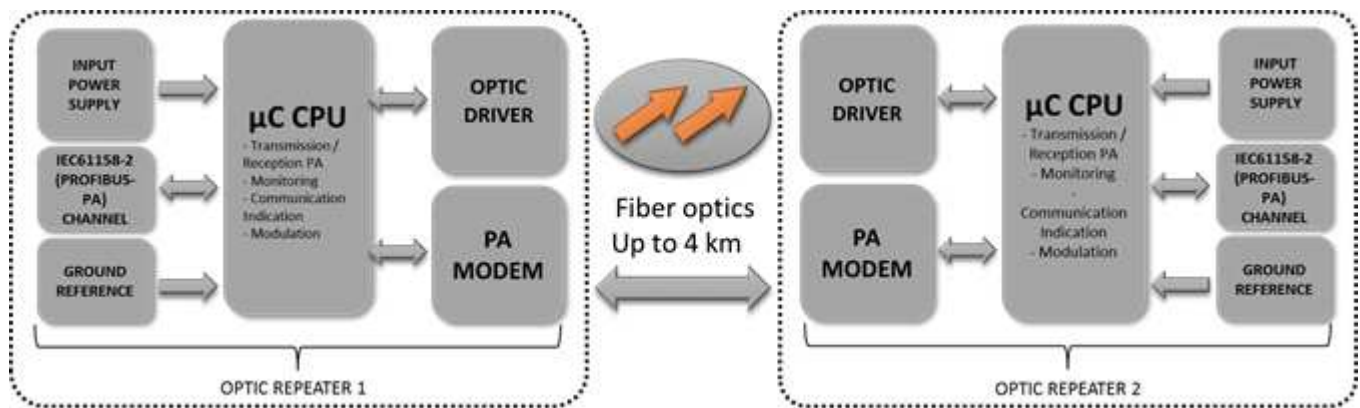 INPUT
POWER
SUPPLY
IEC61158-2
(PROFIBUS-
PA)
CHANNEL
GROUND
REFERENCE
µC CPU
- Transmission /
Reception PA
- Monitoring
- Communication
Indication
- Modulation
OPTIC
DRIVER
PA
MODEM
OPTIC REPEATER 1
Fiber optics
Up to 4 km
OPTIC
DRIVER
PA
MODEM
µC CPU
- Transmission /
Reception PA
- Monitoring
-
Communication
Indication
- Modulation
INPUT
POWER
SUPPLY
IEC61158-2
(PROFIBUS-
PA)
CHANNEL
GROUND
REFERENCE
OPTIC REPEATER 2